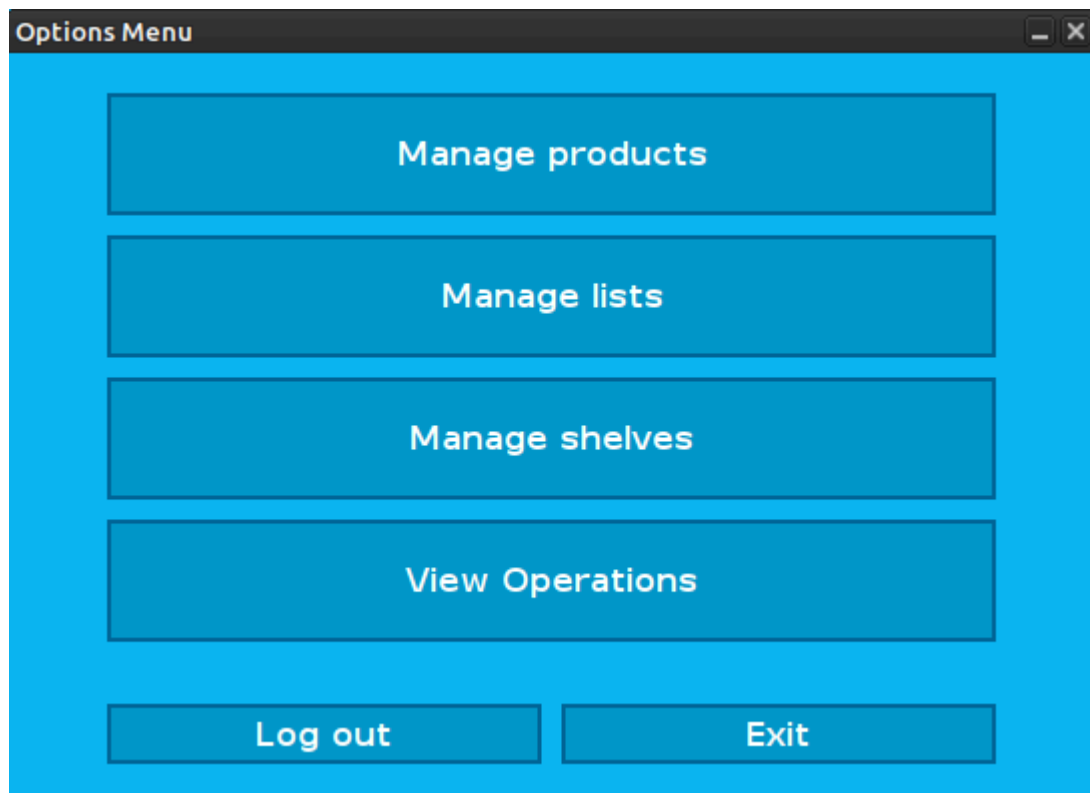 Options Menu
Manage products
Manage lists
Manage shelves
View Operations
Log out
Exit